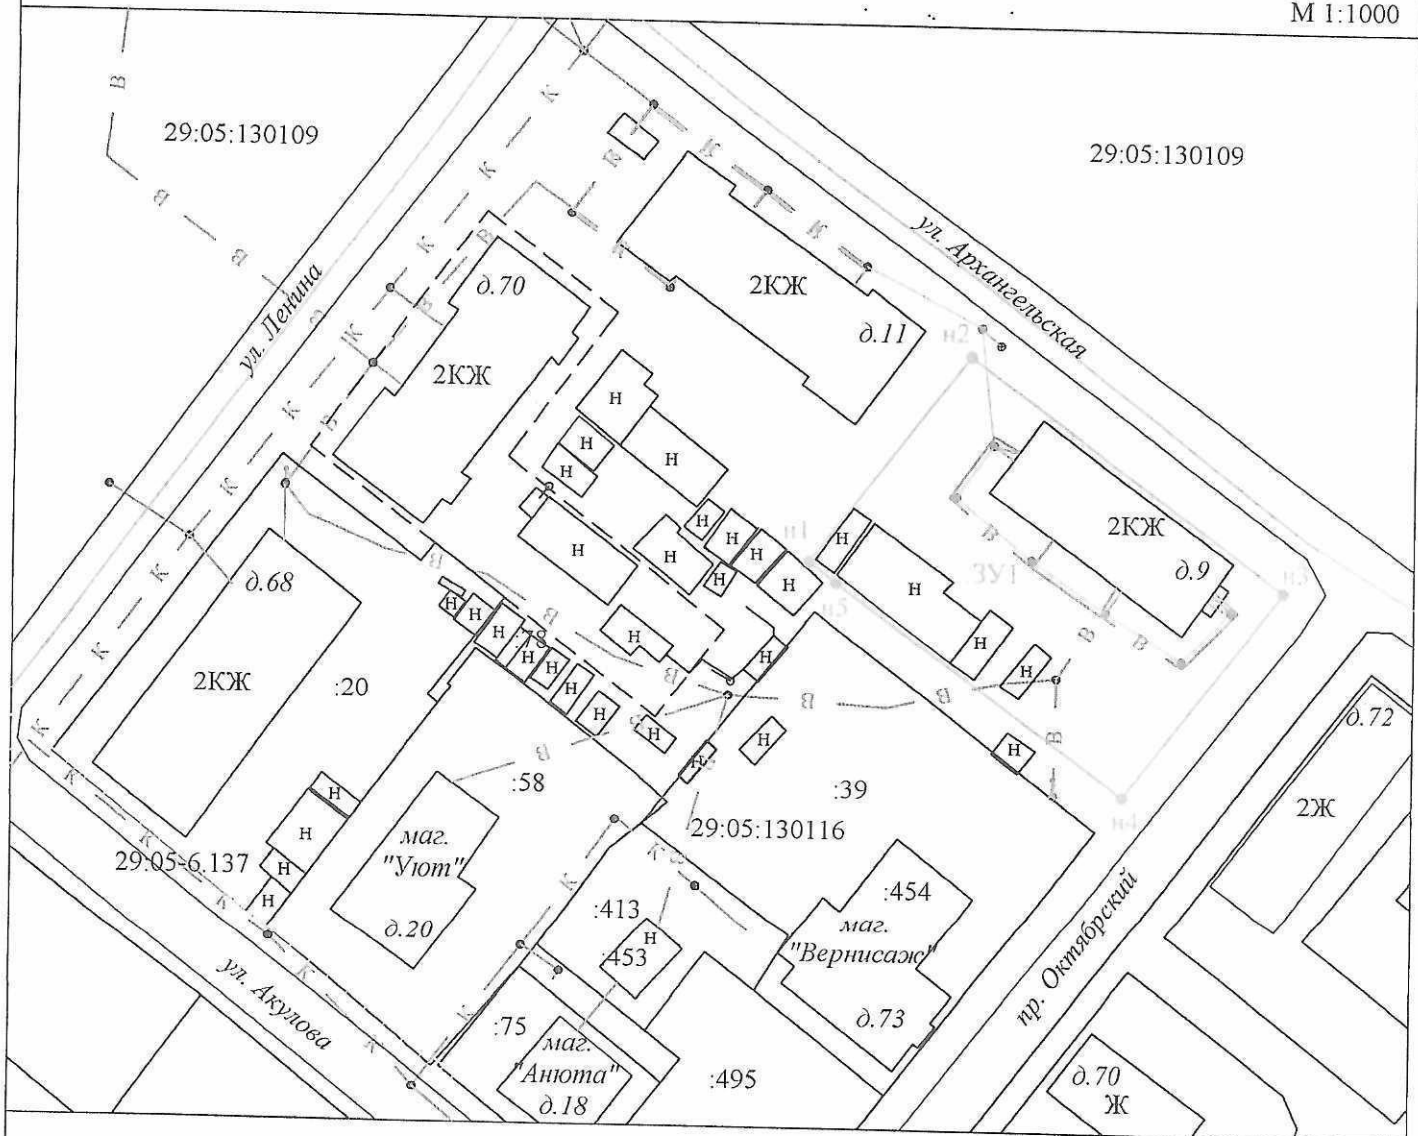 М 1:1000
В
29:05:130109
29:05:130109
К
В
К
И
К
И
И
ул. Архангельская
В
К
К
В
В
д.70
2КЖ
ул. Ленина
К
В
В
К
д.11
н2
К
2КЖ
Н
К
К
В
Н
К
Н
Н
Н
К
В
2КЖ
Н
Н
Н
Н
н1
Н
К
В
Н
Н
Н
Н
Н
ЗУ1
д.9
н3
н5
д.68
К
В
Н
Н
Н
Н
Н
В
В
:18
Н
Н
Н
Н
Н
К
2КЖ
:20
Н
В
В
В
Н
Н
Н
д.72
К
Н
Н
В
В
Н
В
К
:58
:39
н4
2Ж
Н
К
29:05:130116
Н
маг.
"Уют"
К
В
К
29:05-6.137
Н
:454
Н
К
:413
маг.
"Вернисаж"
д.20
Н
:453
К
пр. Октябрьский
ул. Акулова
К
К
д.73
:75
К
маг.
"Анюта"
:495
д.70
Ж
д.18